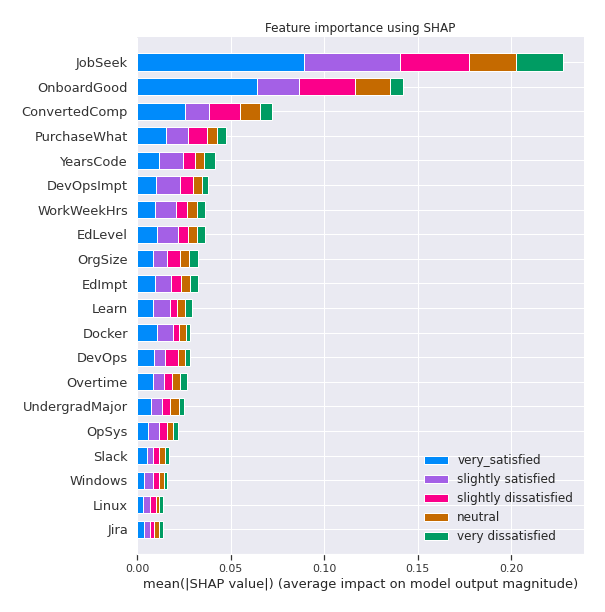 Feature importance using SHAP
JobSeek
OnboardGood
ConvertedComp
PurchaseWhat
YearsCode
DevOpsImpt
WorkWeekHrs
EdLevel
OrgSize
EdImpt
Learn
Docker
DevOps
Overtime
UndergradMajor
OpSys
Slack
Windows
Linux
Jira
very_satisfied
slightly satisfied
slightly dissatisfied
neutral
very dissatisfied
0.00 0.05 0.10 0.15 0.20
mean(|SHAP value|) (average impact on model output magnitude)